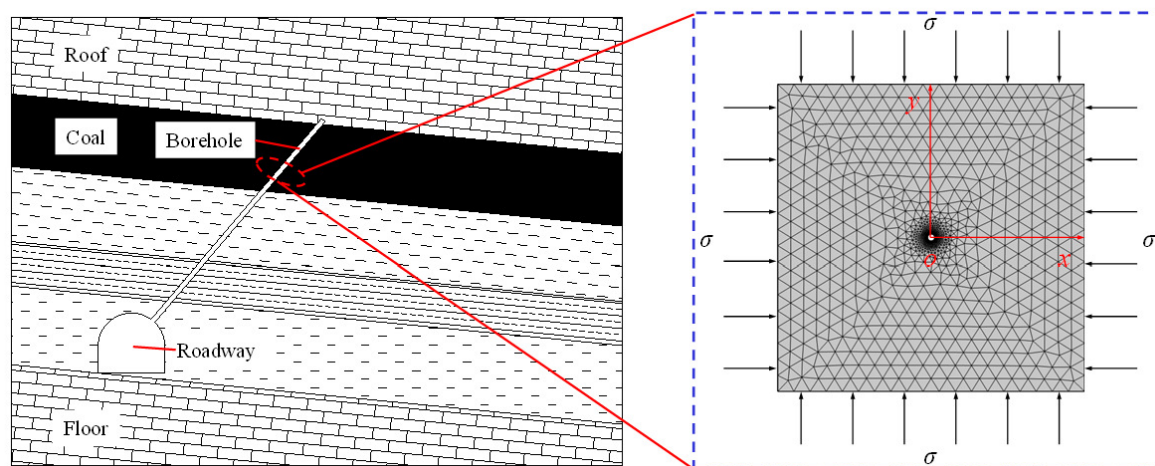 Roof
Coal
Borehole
Roadway
Floor
σ
y
σ
o
x
σ
σ